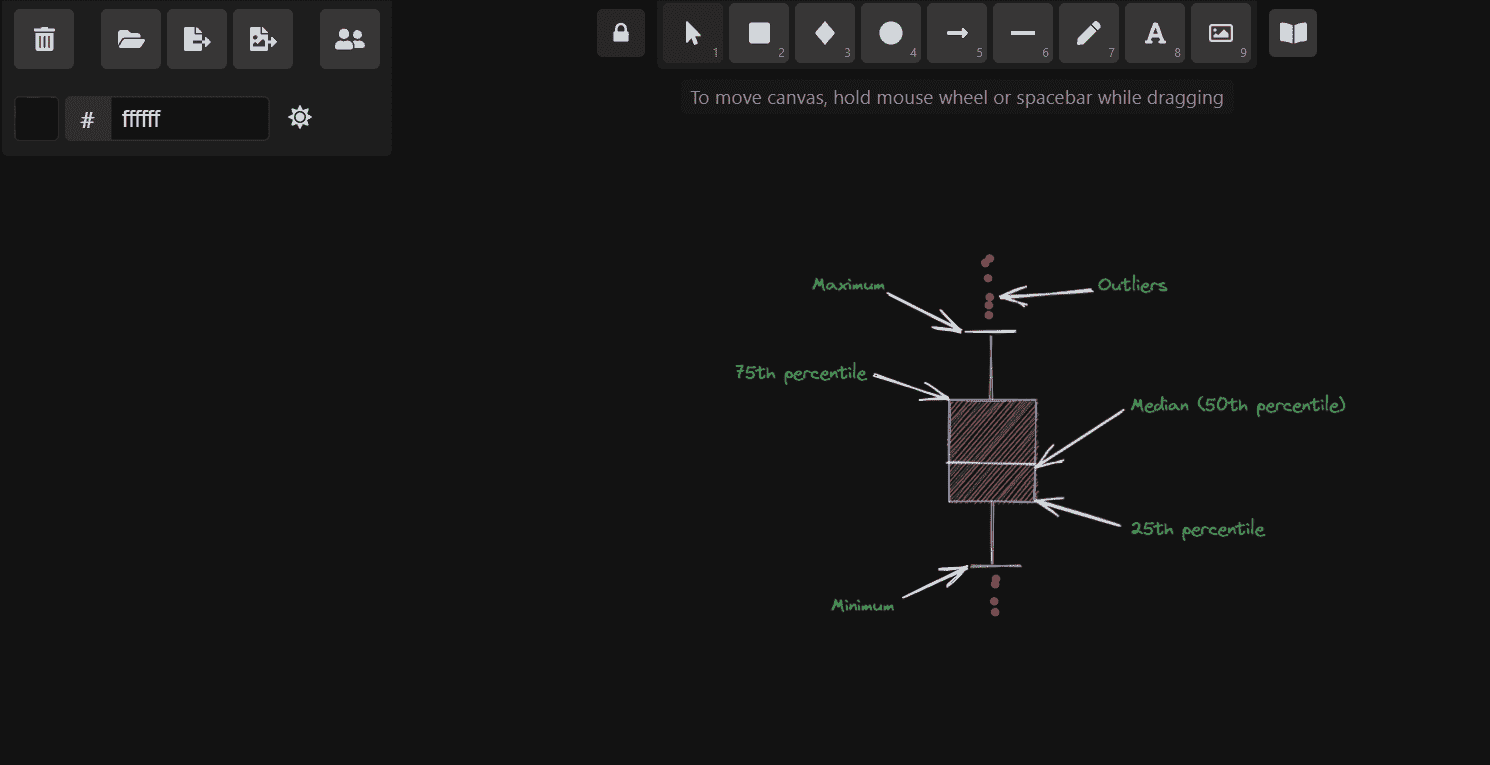 1
2
3
4
5
6
7
8
9
To move canvas, hold mouse wheel or spacebar while dragging
# ffffff
Maximum
Outliers
75th percentile
Median (50th percentile)
25th percentile
Minimum